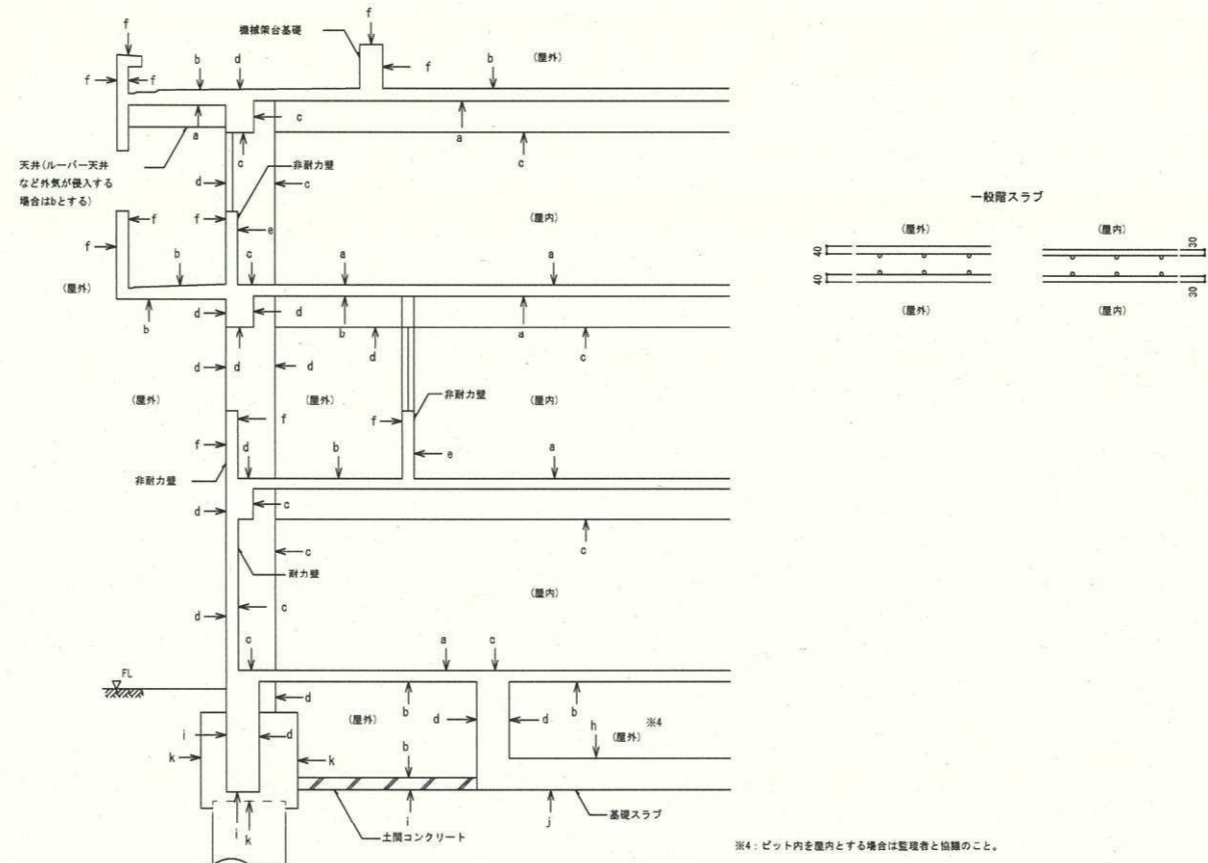 f
f
機械架台基礎
(屋外)
b d b
f f f
c
a a
c
天井(ルーバー天井
など外気が侵入する
場合はbとする)
非耐力壁
d c
一般階スラブ
f f (屋内)
(屋外) (屋内)
e
f
40 30
b c a a
(屋外)
40 30
d d
(屋外) (屋内)
b b a
d d c
d d
(屋外) (屋外) 非耐力壁 (屋内)
f f
f d b a
e
非耐力壁
c
d
c
c
耐力壁
(屋内)
c
d
c a c
FL
d
(屋外) b d d b ※4
h (屋外)
i d
k b k
i k 土間コンクリート i j 基礎スラブ
※4:ピット内を屋内とする場合は監理者と協議のこと。